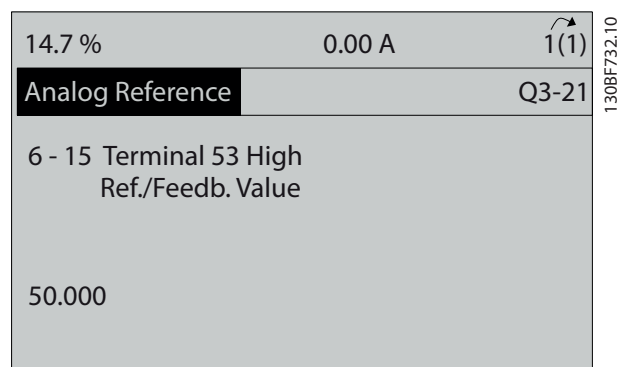 14.7 % 0.00 A 1(1)
Analog Reference Q3-21
6 - 15 Terminal 53 High
Ref./Feedb. Value
50.000
130BF732.10